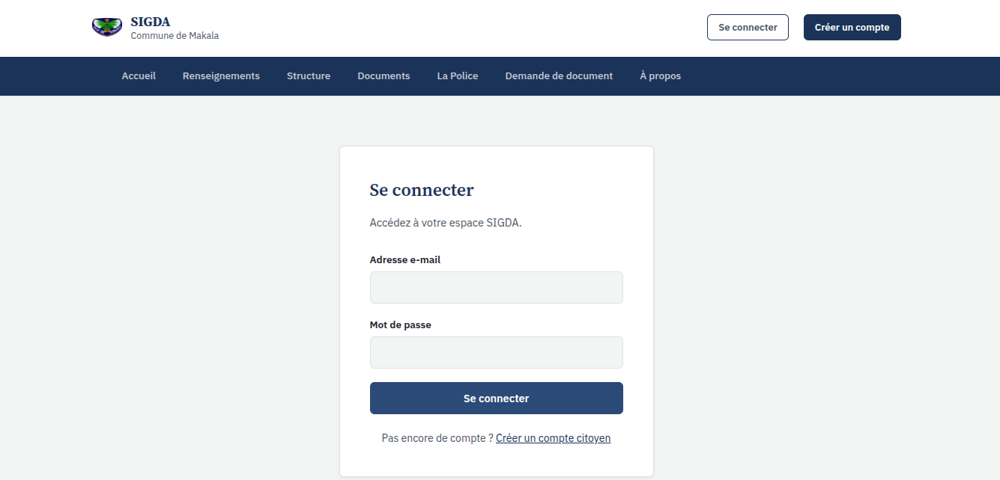 SIGDA
Commune de Makala
Se connecter
Créer un compte
Accueil
Renseignements
Structure
Documents
La Police
Demande de document
À propos
Se connecter
Accédez à votre espace SIGDA.
Adresse e-mail
Mot de passe
Se connecter
Pas encore de compte ? Créer un compte citoyen